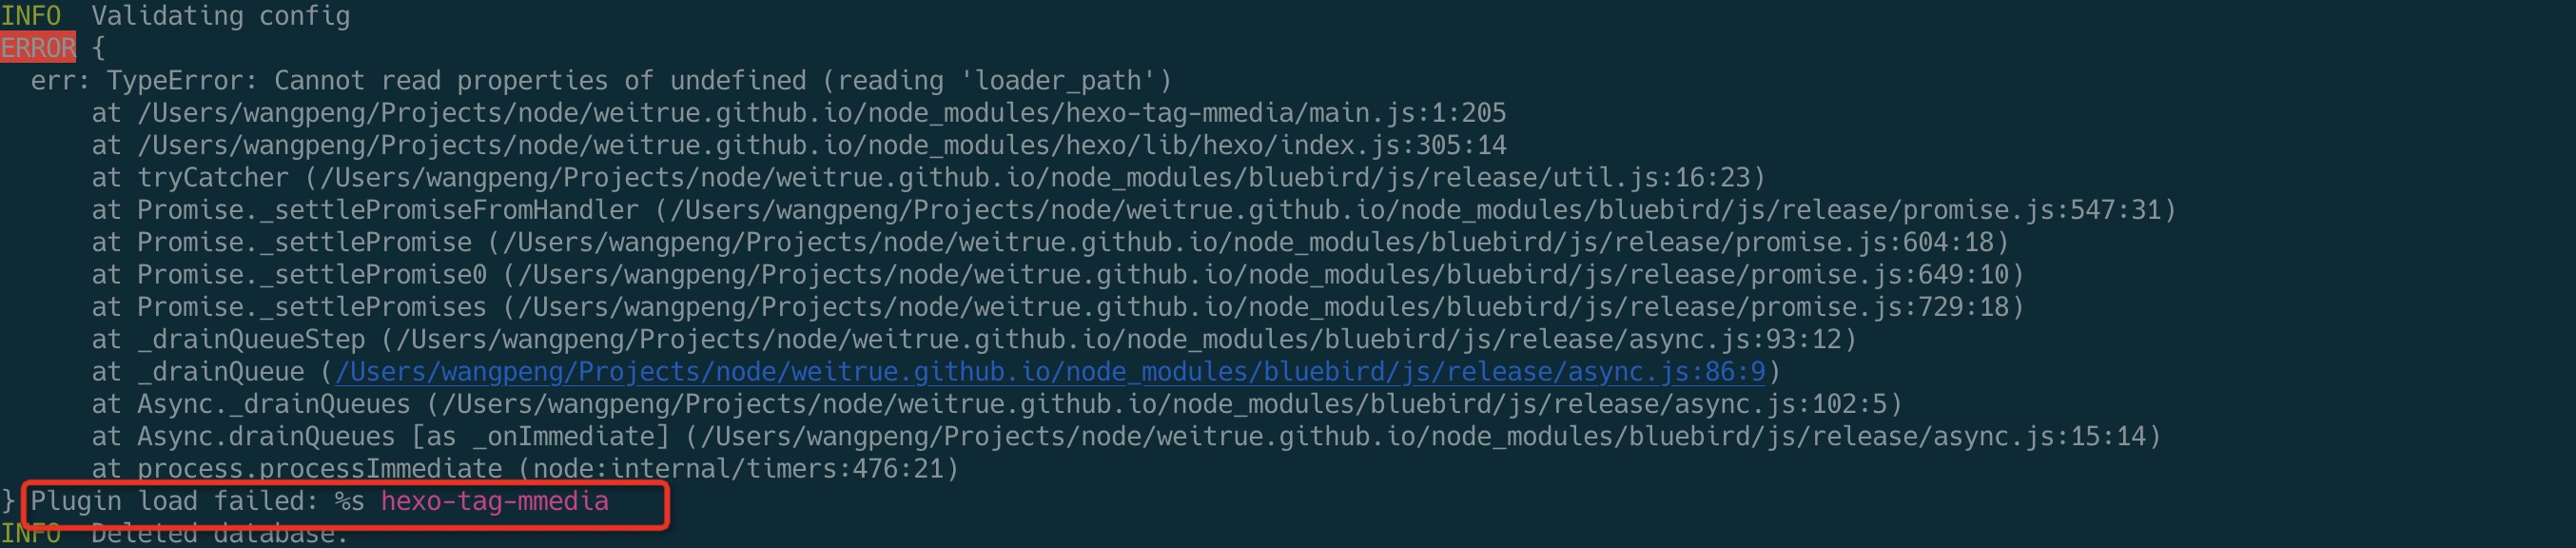 INFO  Validating config
ERROR {
  err: TypeError: Cannot read properties of undefined (reading 'loader_path')
      at /Users/wangpeng/Projects/node/weitrue.github.io/node_modules/hexo-tag-mmedia/main.js:1:205
      at /Users/wangpeng/Projects/node/weitrue.github.io/node_modules/hexo/lib/hexo/index.js:305:14
      at tryCatcher (/Users/wangpeng/Projects/node/weitrue.github.io/node_modules/bluebird/js/release/util.js:16:23)
      at Promise._settlePromiseFromHandler (/Users/wangpeng/Projects/node/weitrue.github.io/node_modules/bluebird/js/release/promise.js:547:31)
      at Promise._settlePromise (/Users/wangpeng/Projects/node/weitrue.github.io/node_modules/bluebird/js/release/promise.js:604:18)
      at Promise._settlePromise0 (/Users/wangpeng/Projects/node/weitrue.github.io/node_modules/bluebird/js/release/promise.js:649:10)
      at Promise._settlePromises (/Users/wangpeng/Projects/node/weitrue.github.io/node_modules/bluebird/js/release/promise.js:729:18)
      at _drainQueueStep (/Users/wangpeng/Projects/node/weitrue.github.io/node_modules/bluebird/js/release/async.js:93:12)
      at _drainQueue (/Users/wangpeng/Projects/node/weitrue.github.io/node_modules/bluebird/js/release/async.js:86:9)
      at Async._drainQueues (/Users/wangpeng/Projects/node/weitrue.github.io/node_modules/bluebird/js/release/async.js:102:5)
      at Async.drainQueues [as _onImmediate] (/Users/wangpeng/Projects/node/weitrue.github.io/node_modules/bluebird/js/release/async.js:15:14)
      at process.processImmediate (node:internal/timers:476:21)
} Plugin load failed: %s hexo-tag-mmedia
INFO  Deleted database.